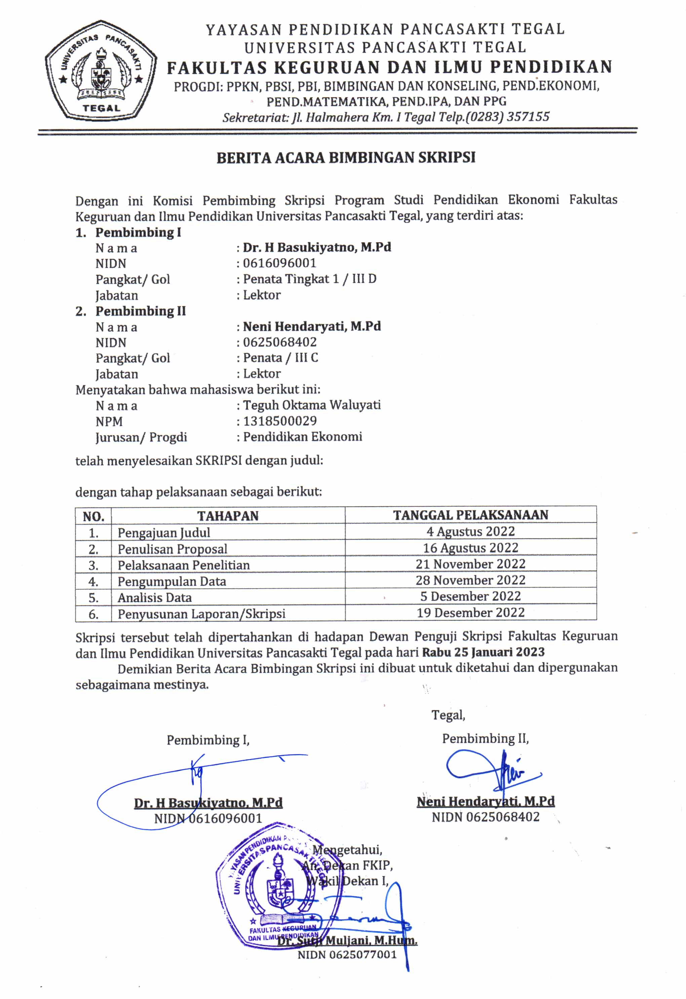 UNIVERSITAS PANCASAKTI
TEGAL
YAYASAN PENDIDIKAN PANCASAKTI TEGAL
UNIVERSITAS PANCASAKTI TEGAL
FAKULTAS KEGURUAN DAN ILMU PENDIDIKAN
PROGDI: PPKN, PBSI, PBI, BIMBINGAN DAN KONSELING, PEND.EKONOMI,
PEND.MATEMATIKA, PEND.IPA, DAN PPG
Sekretariat: Jl. Halmahera Km. I Tegal Telp.(0283) 357155
BERITA ACARA BIMBINGAN SKRIPSI
Dengan ini Komisi Pembimbing Skripsi Program Studi Pendidikan Ekonomi Fakultas
Keguruan dan Ilmu Pendidikan Universitas Pancasakti Tegal, yang terdiri atas:
1. Pembimbing I
N a m a : Dr. H Basukiyatno, M.Pd
NIDN : 0616096001
Pangkat/ Gol : Penata Tingkat 1 / III D
Jabatan : Lektor
2. Pembimbing II
N a m a : Neni Hendaryati, M.Pd
NIDN : 0625068402
Pangkat/ Gol : Penata / III C
Jabatan : Lektor
Menyatakan bahwa mahasiswa berikut ini:
N a m a : Teguh Oktama Waluyati
NPM : 1318500029
Jurusan/ Progdi : Pendidikan Ekonomi
telah menyelesaikan SKRIPSI dengan judul:
dengan tahap pelaksanaan sebagai berikut:
NO. TAHAPAN TANGGAL PELAKSANAAN
1. Pengajuan Judul 4 Agustus 2022
2. Penulisan Proposal 16 Agustus 2022
3. Pelaksanaan Penelitian 21 November 2022
4. Pengumpulan Data 28 November 2022
5. Analisis Data 5 Desember 2022
6. Penyusunan Laporan/Skripsi 19 Desember 2022
Skripsi tersebut telah dipertahankan di hadapan Dewan Penguji Skripsi Fakultas Keguruan
dan Ilmu Pendidikan Universitas Pancasakti Tegal pada hari Rabu 25 Januari 2023
Demikian Berita Acara Bimbingan Skripsi ini dibuat untuk diketahui dan dipergunakan
sebagaimana mestinya.
Tegal,
Pembimbing I, Pembimbing II,
Dr. H Basukiyatno, M.Pd Neni Hendaryati, M.Pd
NIDN 0616096001 NIDN 0625068402
Mengetahui,
An. Dekan FKIP,
Wakil Dekan I,
YAYASAN PENDIDIKAN TEGAL
UNIVERSITAS PANCASAKTI TEGAL
FAKULTAS KEGURUAN
DAN ILMU PENDIDIKAN
Dr. Sutji Muljani, M.Hum.
NIDN 0625077001